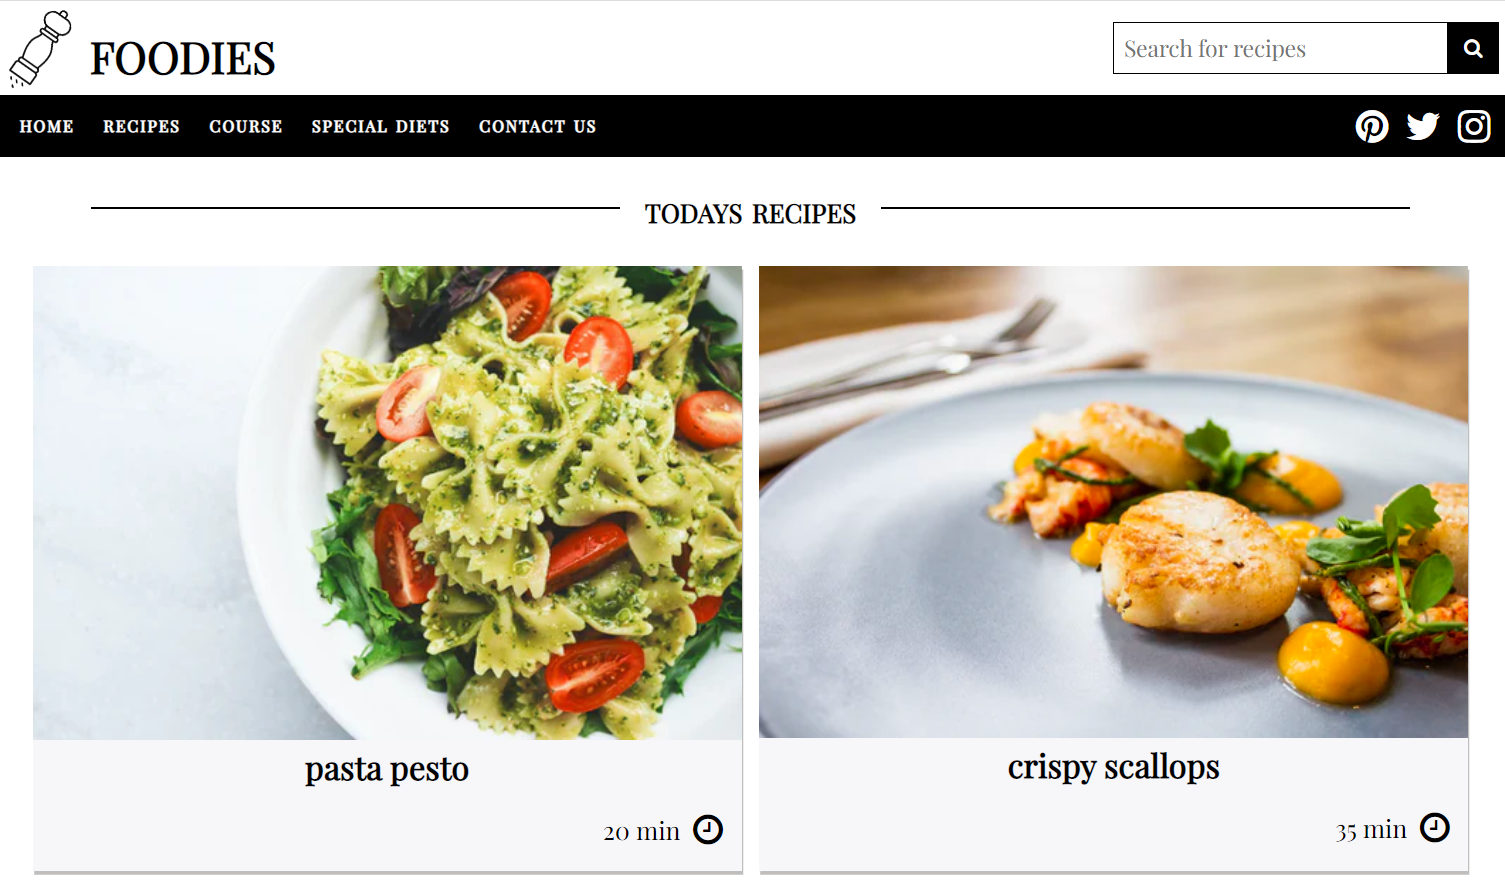 FOODIES
Search for recipes
HOME RECIPES COURSE SPECIAL DIETS CONTACT US
TODAYS RECIPES
pasta pesto
20 min
crispy scallops
35 min